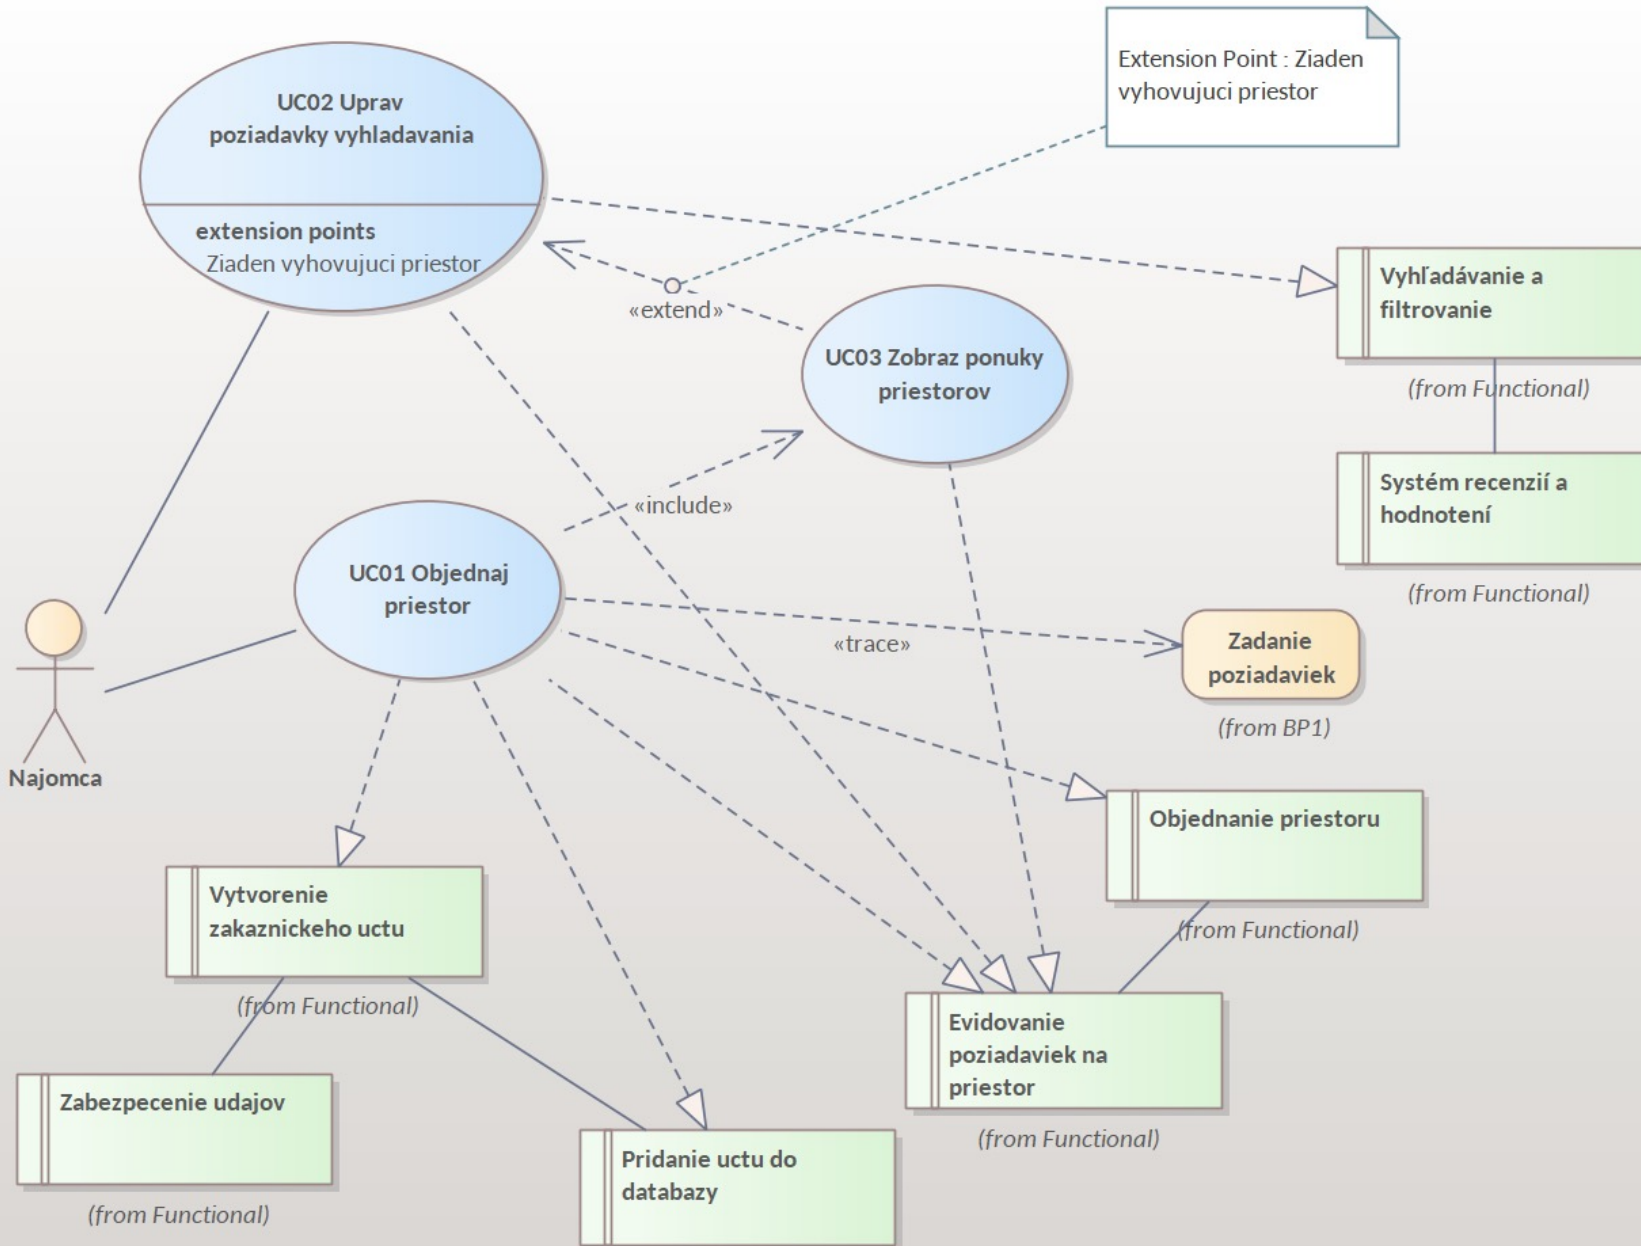 Extension Point : Ziaden
vyhovujuci priestor
UC02 Uprav
poziadavky vyhladavania
extension points
Ziaden vyhovujuci priestor
«extend»
Vyhľadávanie a
filtrovanie
(from Functional)
UC03 Zobraz ponuky
priestorov
Systém recenzií a
hodnotení
(from Functional)
«include»
UC01 Objednaj
priestor
«trace»
Zadanie
poziadaviek
(from BP1)
Najomca
Objednanie priestoru
(from Functional)
Vytvorenie
zakaznickeho uctu
(from Functional)
Evidovanie
poziadaviek na
priestor
(from Functional)
Zabezpecenie udajov
(from Functional)
Pridanie uctu do
databazy